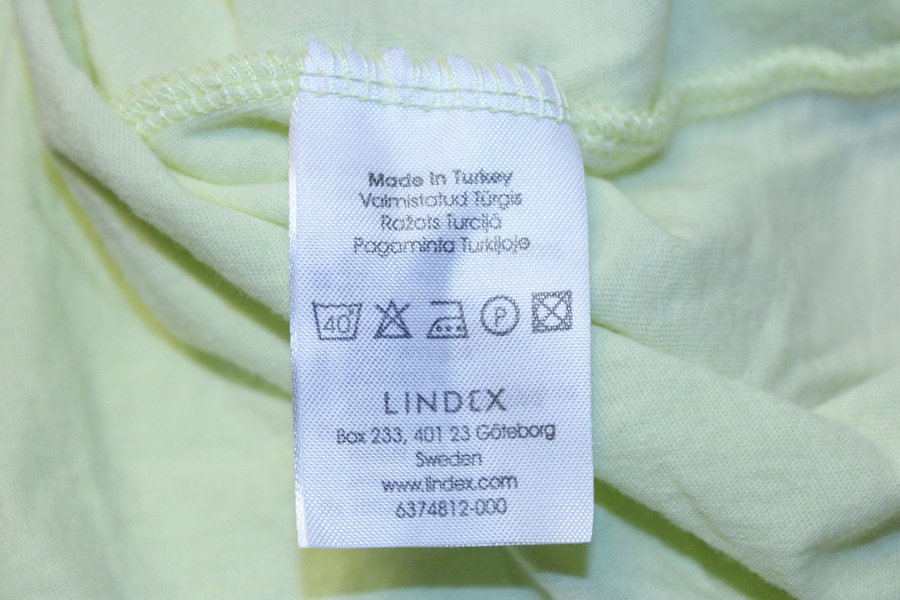 Made in Turkey
Valmistatud Türgis
Ražots Turcijā
Pagaminta Turkijoje
40° P
LINDEX
Box 233, 401 23 Göteborg
Sweden
www.lindex.com
6374812-000